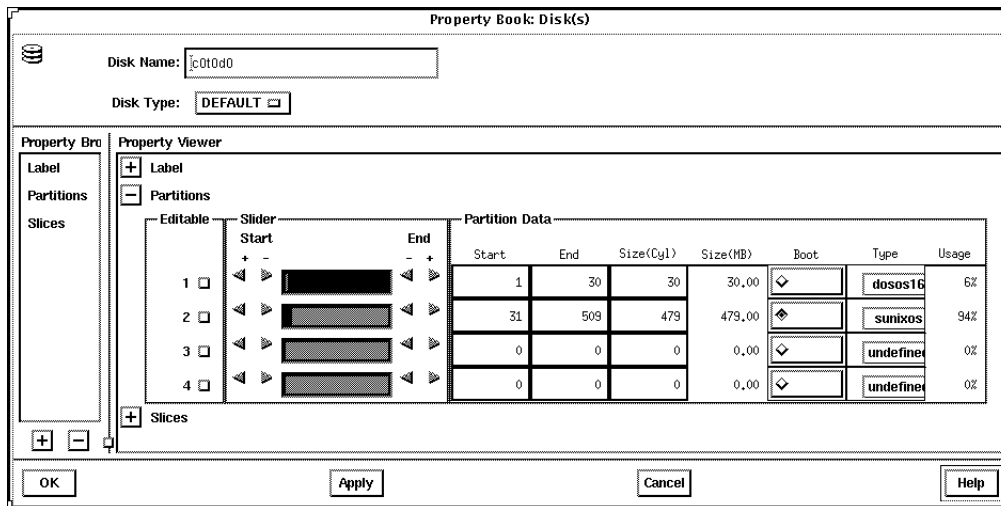 Property Book: Disk(s)
Disk Name: c0t0d0
Disk Type: DEFAULT
Property Bro
Property Viewer
Label
Partitions
Slices
+ -
+ Label
- Partitions
Editable
Slider
Partition Data
Start End
+ - - +
Start End Size(Cyl) Size(MB) Boot Type Usage
1 1 30 30 30.00 dosos16 6%
2 31 509 479 479.00 sunixos 94%
3 0 0 0 0.00 undefined 0%
4 0 0 0 0.00 undefined 0%
+ Slices
OK Apply Cancel Help